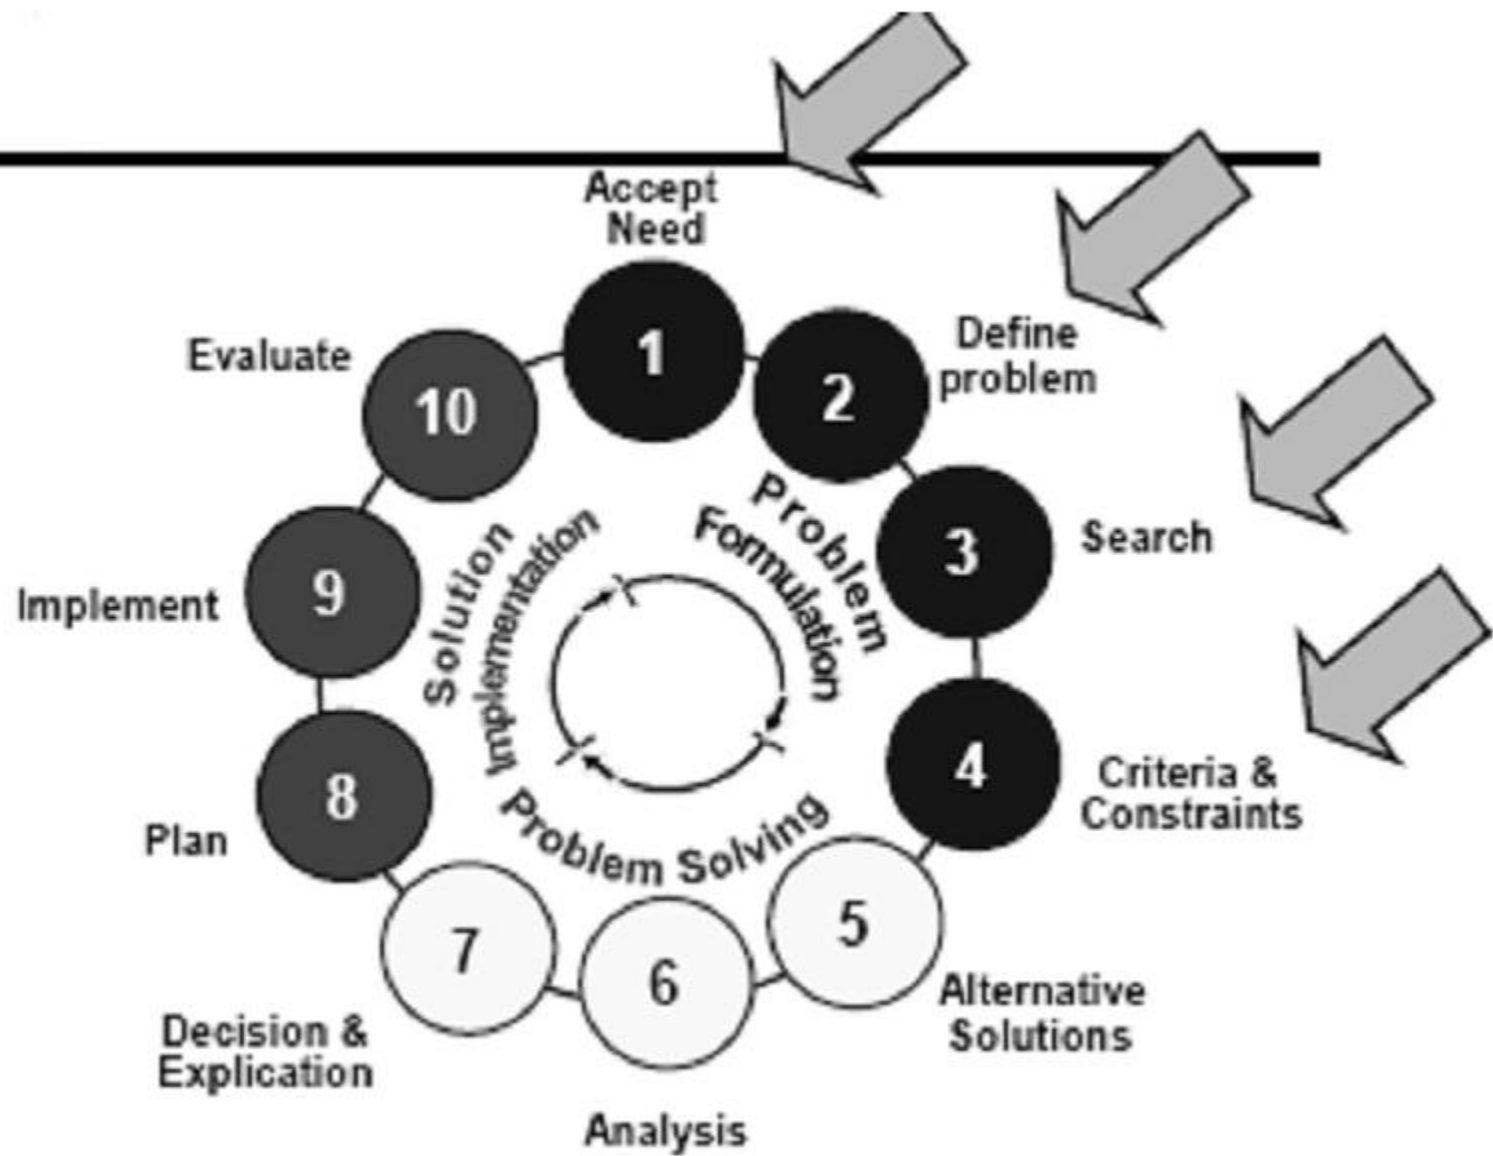 Accept
Need
1
2
Define
problem
3
Search
4
Criteria &
Constraints
5
Alternative
Solutions
6
Analysis
7
Decision &
Explication
8
Plan
9
Implement
10
Evaluate
Problem
Formulation
Problem Solving
Solution
Implementation